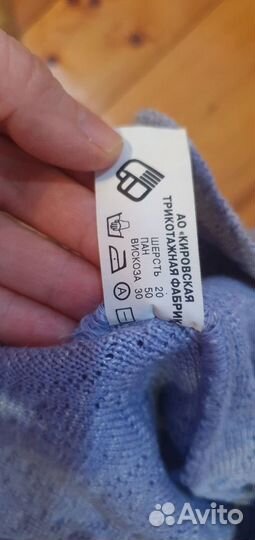 АО «КИРОВСКАЯ
ТРИКОТАЖНАЯ ФАБРИК
ШЕРСТЬ 20
ПАН 50
ВИСКОЗА 30
A
Avito